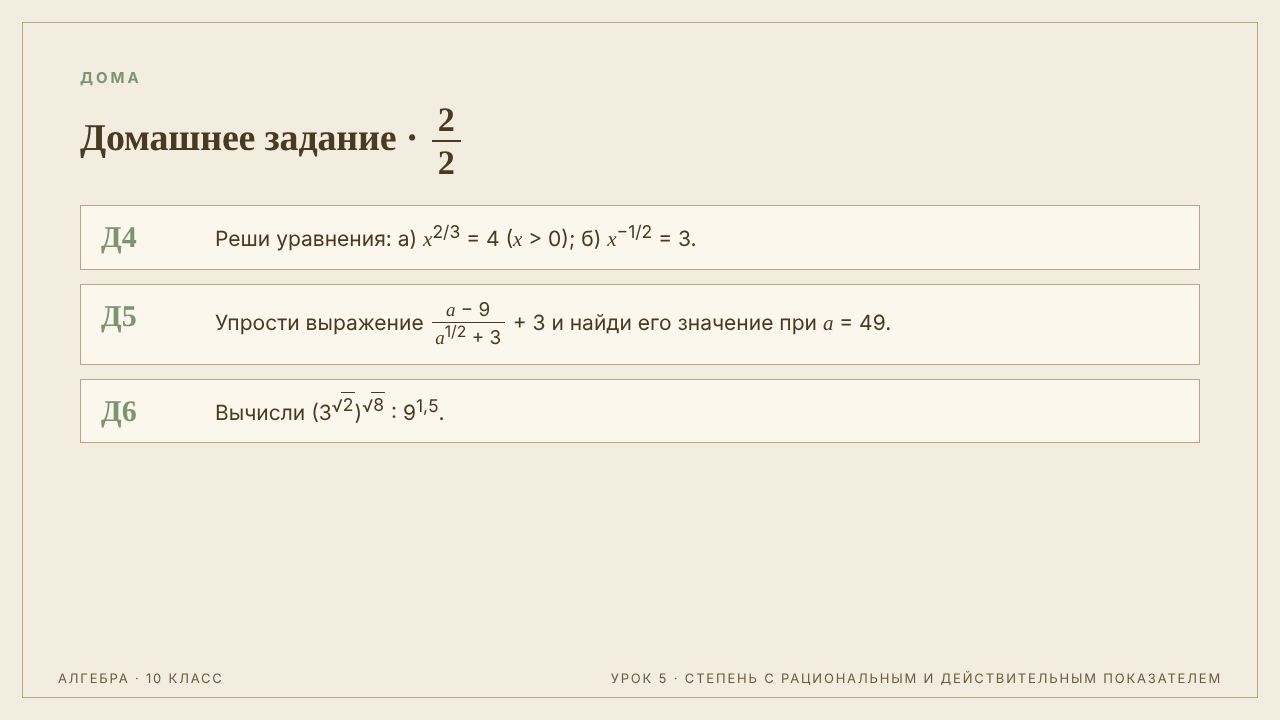 ДОМА
Домашнее задание · 2/2
Д4 Реши уравнения: а) x^(2/3) = 4 (x > 0); б) x^(−1/2) = 3.
Д5 Упрости выражение (a − 9)/(a^(1/2) + 3) + 3 и найди его значение при a = 49.
Д6 Вычисли (3^√2)^√8 : 9^(1,5).
АЛГЕБРА · 10 КЛАСС
УРОК 5 · СТЕПЕНЬ С РАЦИОНАЛЬНЫМ И ДЕЙСТВИТЕЛЬНЫМ ПОКАЗАТЕЛЕМ